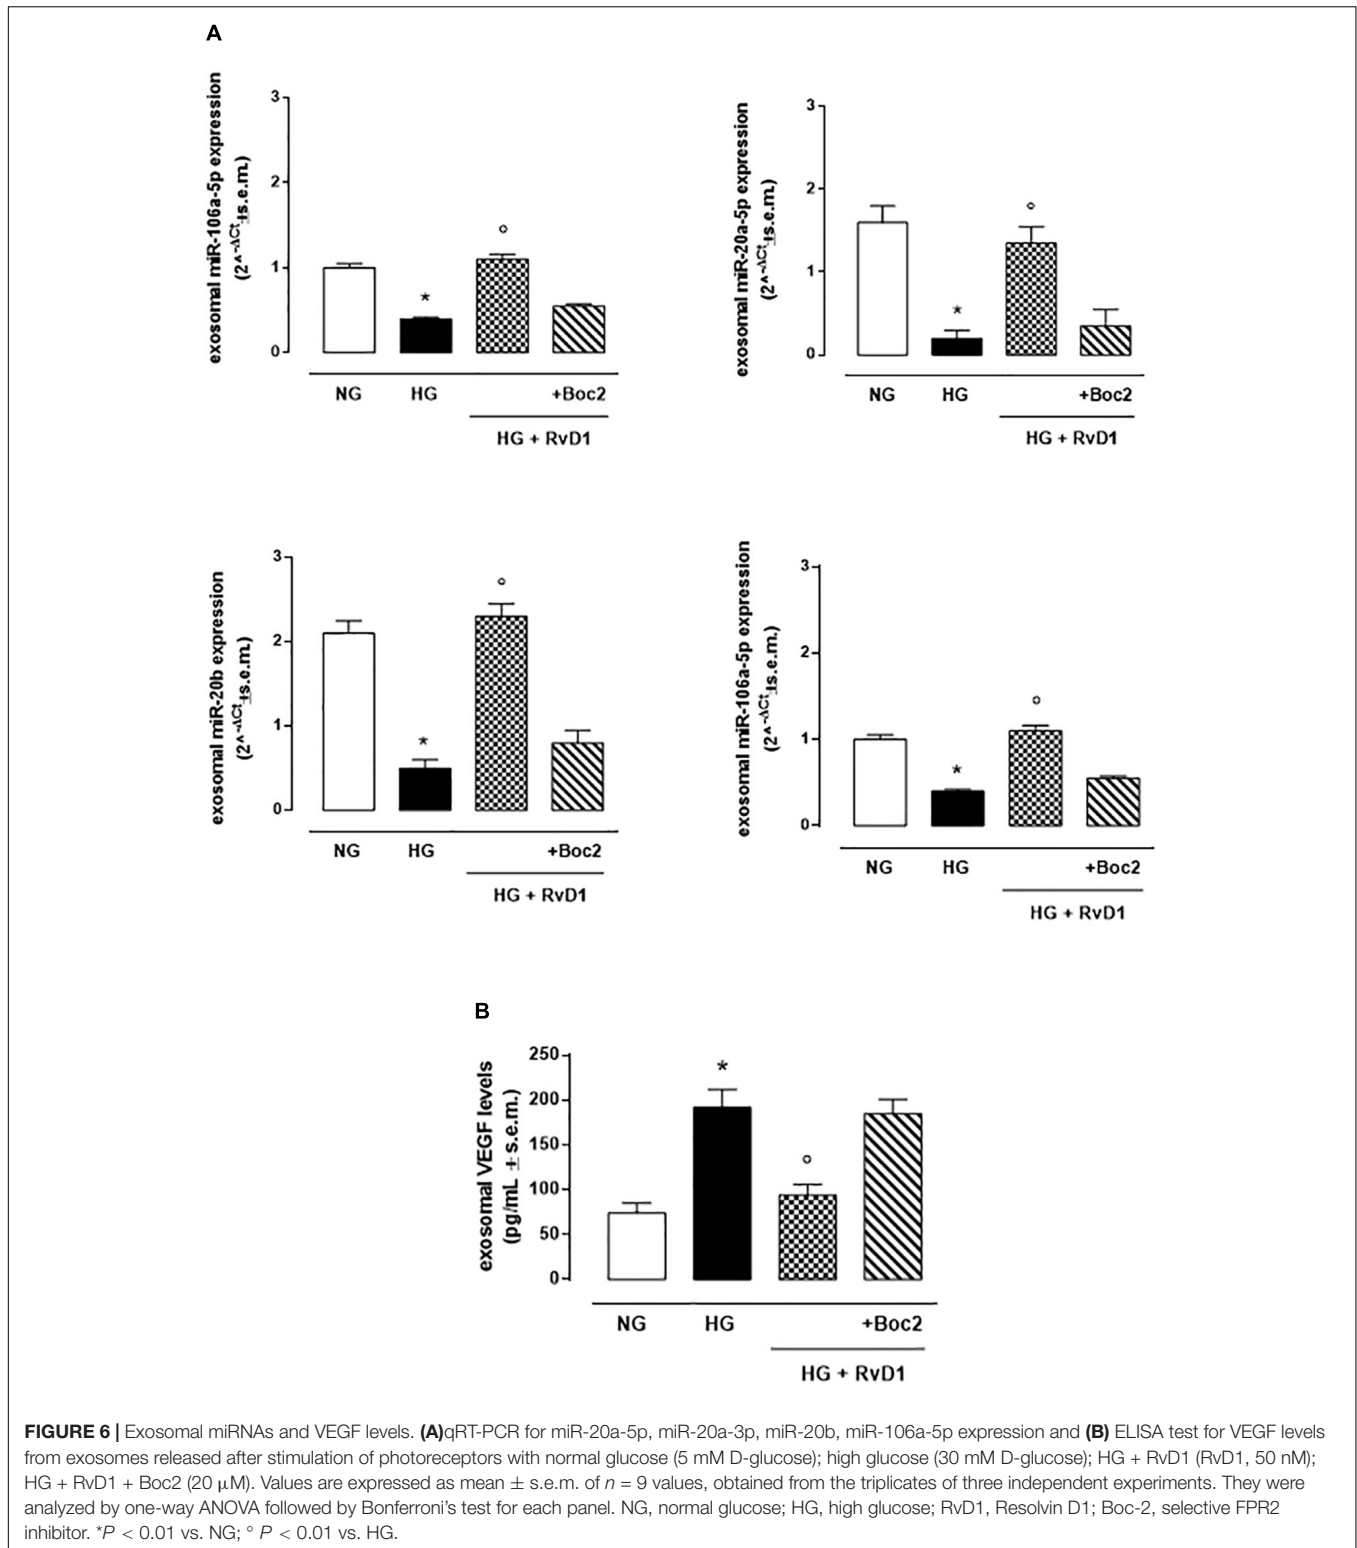 A
exosomal miR-106a-5p expression
(2^-ΔCt ±s.e.m.)
3
2
1
0
*
°
NG HG +Boc2
HG + RvD1
exosomal miR-20a-5p expression
(2^-ΔCt ±s.e.m.)
3
2
1
0
*
°
NG HG +Boc2
HG + RvD1
exosomal miR-20b expression
(2^-ΔCt ±s.e.m.)
3
2
1
0
*
°
NG HG +Boc2
HG + RvD1
exosomal miR-106a-5p expression
(2^-ΔCt ±s.e.m.)
3
2
1
0
*
°
NG HG +Boc2
HG + RvD1
B
exosomal VEGF levels
(pg/mL ± s.e.m.)
250
200
150
100
50
0
*
°
NG HG +Boc2
HG + RvD1
FIGURE 6 | Exosomal miRNAs and VEGF levels. (A)qRT-PCR for miR-20a-5p, miR-20a-3p, miR-20b, miR-106a-5p expression and (B) ELISA test for VEGF levels
from exosomes released after stimulation of photoreceptors with normal glucose (5 mM D-glucose); high glucose (30 mM D-glucose); HG + RvD1 (RvD1, 50 nM);
HG + RvD1 + Boc2 (20 μM). Values are expressed as mean ± s.e.m. of n = 9 values, obtained from the triplicates of three independent experiments. They were
analyzed by one-way ANOVA followed by Bonferroni's test for each panel. NG, normal glucose; HG, high glucose; RvD1, Resolvin D1; Boc-2, selective FPR2
inhibitor. *P < 0.01 vs. NG; ° P < 0.01 vs. HG.